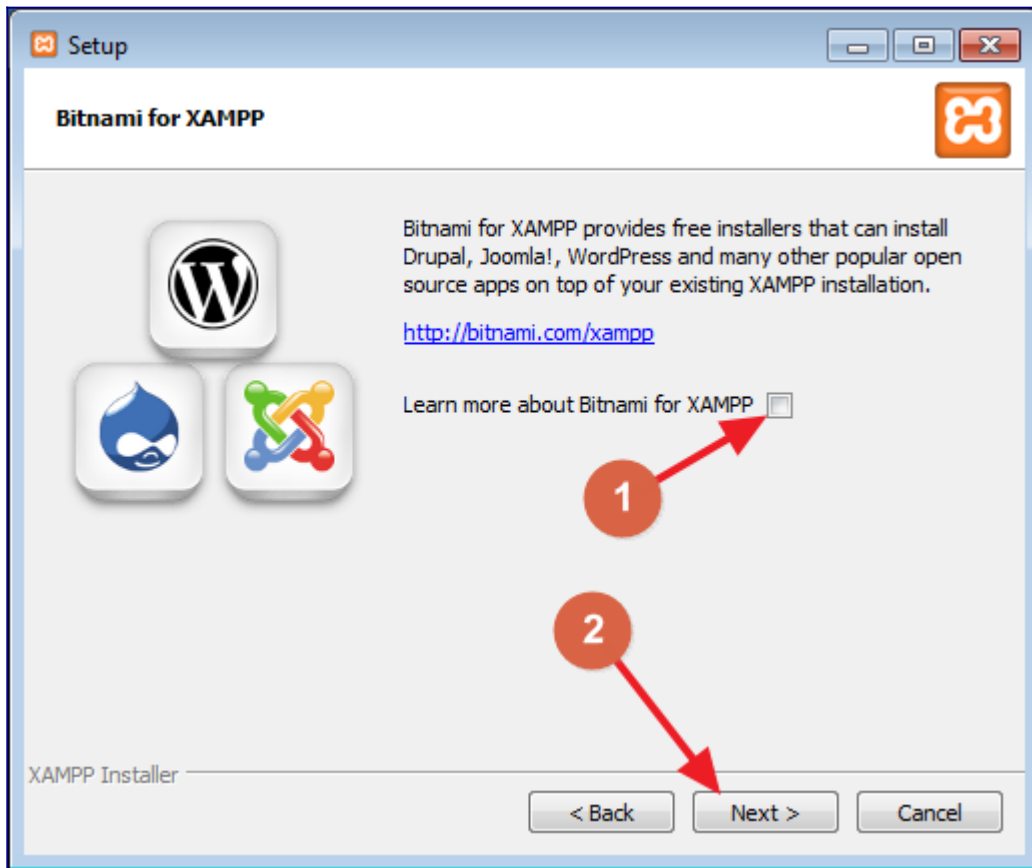 Setup
Bitnami for XAMPP
Bitnami for XAMPP provides free installers that can install
Drupal, Joomla!, WordPress and many other popular open
source apps on top of your existing XAMPP installation.
http://bitnami.com/xampp
Learn more about Bitnami for XAMPP
1
2
XAMPP Installer
< Back
Next >
Cancel